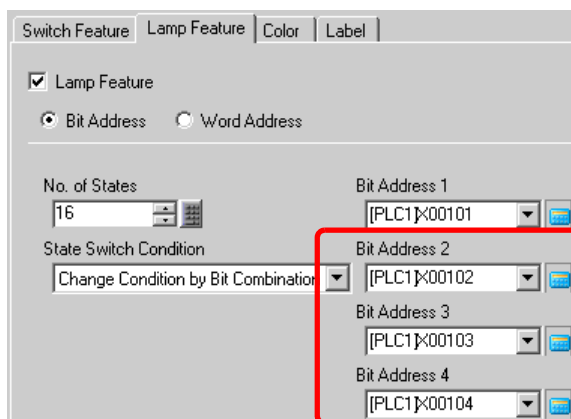 Switch Feature Lamp Feature Color Label
Lamp Feature
Bit Address Word Address
No. of States
16
State Switch Condition
Change Condition by Bit Combination
Bit Address 1
[PLC1]X00101
Bit Address 2
[PLC1]X00102
Bit Address 3
[PLC1]X00103
Bit Address 4
[PLC1]X00104